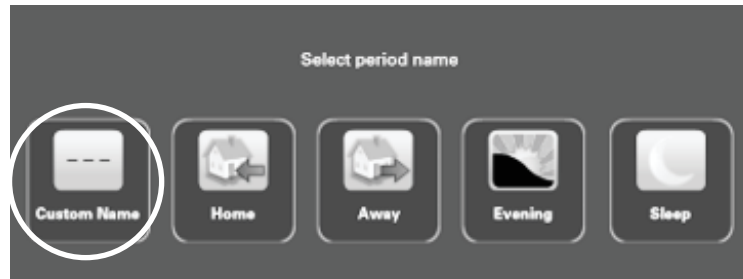 Select period name
---
Custom Name
Home
Away
Evening
Sleep